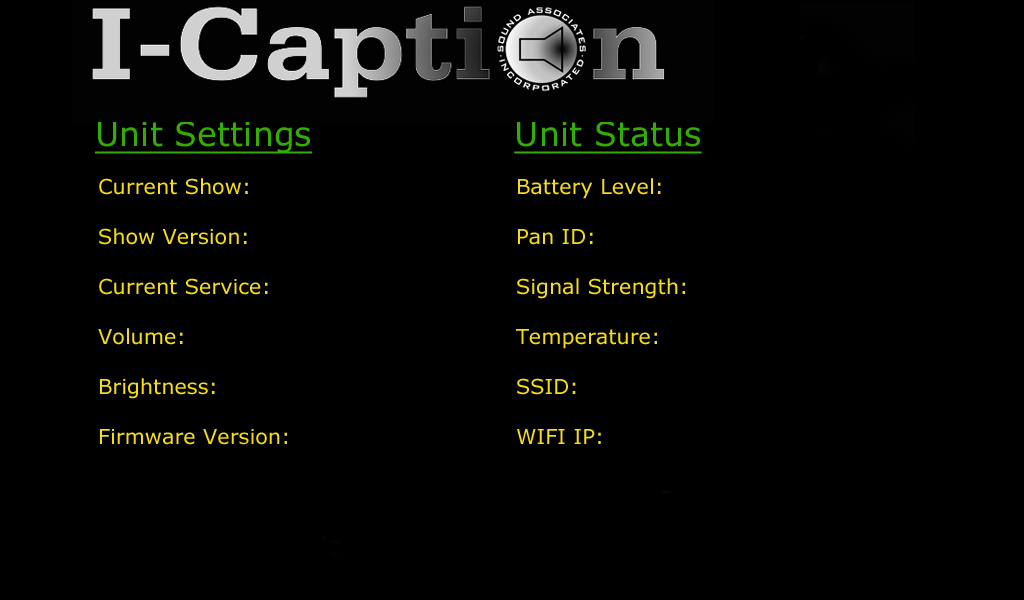 I-Caption
SOUND ASSOCIATES
INCORPORATED
Unit Settings
Current Show:
Show Version:
Current Service:
Volume:
Brightness:
Firmware Version:
Unit Status
Battery Level:
Pan ID:
Signal Strength:
Temperature:
SSID:
WIFI IP: